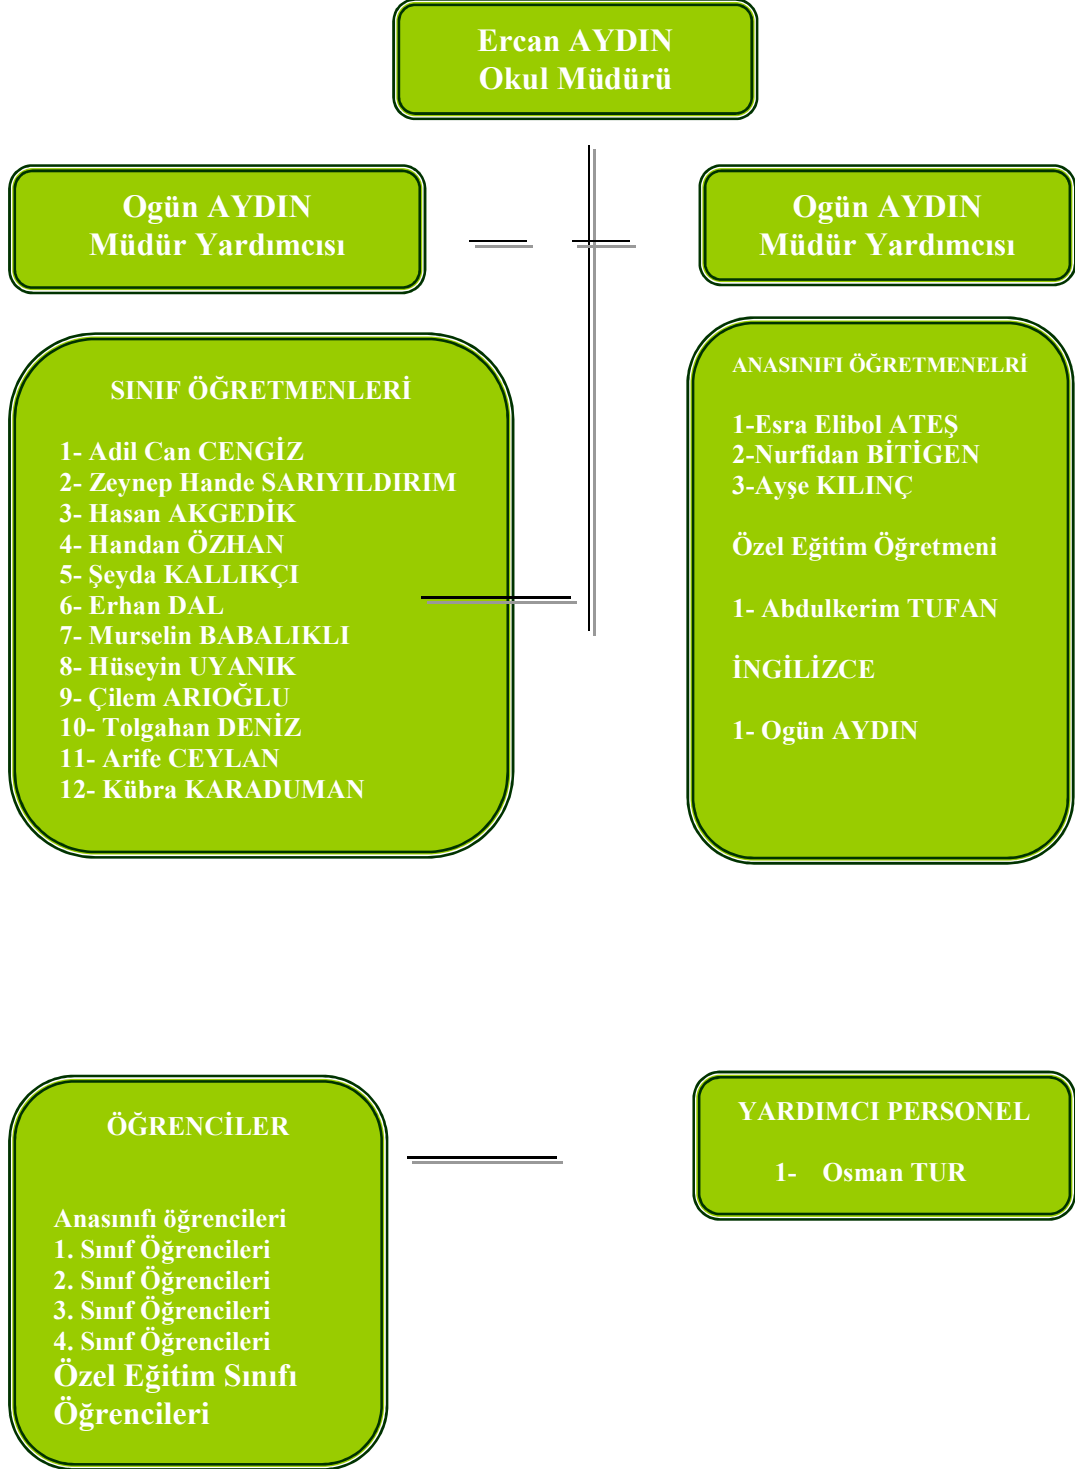 Ercan AYDIN
Okul Müdürü
Ogün AYDIN
Müdür Yardımcısı
Ogün AYDIN
Müdür Yardımcısı
SINIF ÖĞRETMENLERİ
1- Adil Can CENGİZ
2- Zeynep Hande SARIYILDIRIM
3- Hasan AKGEDİK
4- Handan ÖZHAN
5- Şeyda KALLIKÇI
6- Erhan DAL
7- Murselin BABALIKLI
8- Hüseyin UYANIK
9- Çilem ARIOĞLU
10- Tolgahan DENİZ
11- Arife CEYLAN
12- Kübra KARADUMAN
ANASINIFI ÖĞRETMENELRİ
1-Esra Elibol ATEŞ
2-Nurfidan BİTİGEN
3-Ayşe KILINÇ
Özel Eğitim Öğretmeni
1- Abdulkerim TUFAN
İNGİLİZCE
1- Ogün AYDIN
ÖĞRENCİLER
Anasınıfı öğrencileri
1. Sınıf Öğrencileri
2. Sınıf Öğrencileri
3. Sınıf Öğrencileri
4. Sınıf Öğrencileri
Özel Eğitim Sınıfı
Öğrencileri
YARDIMCI PERSONEL
1- Osman TUR